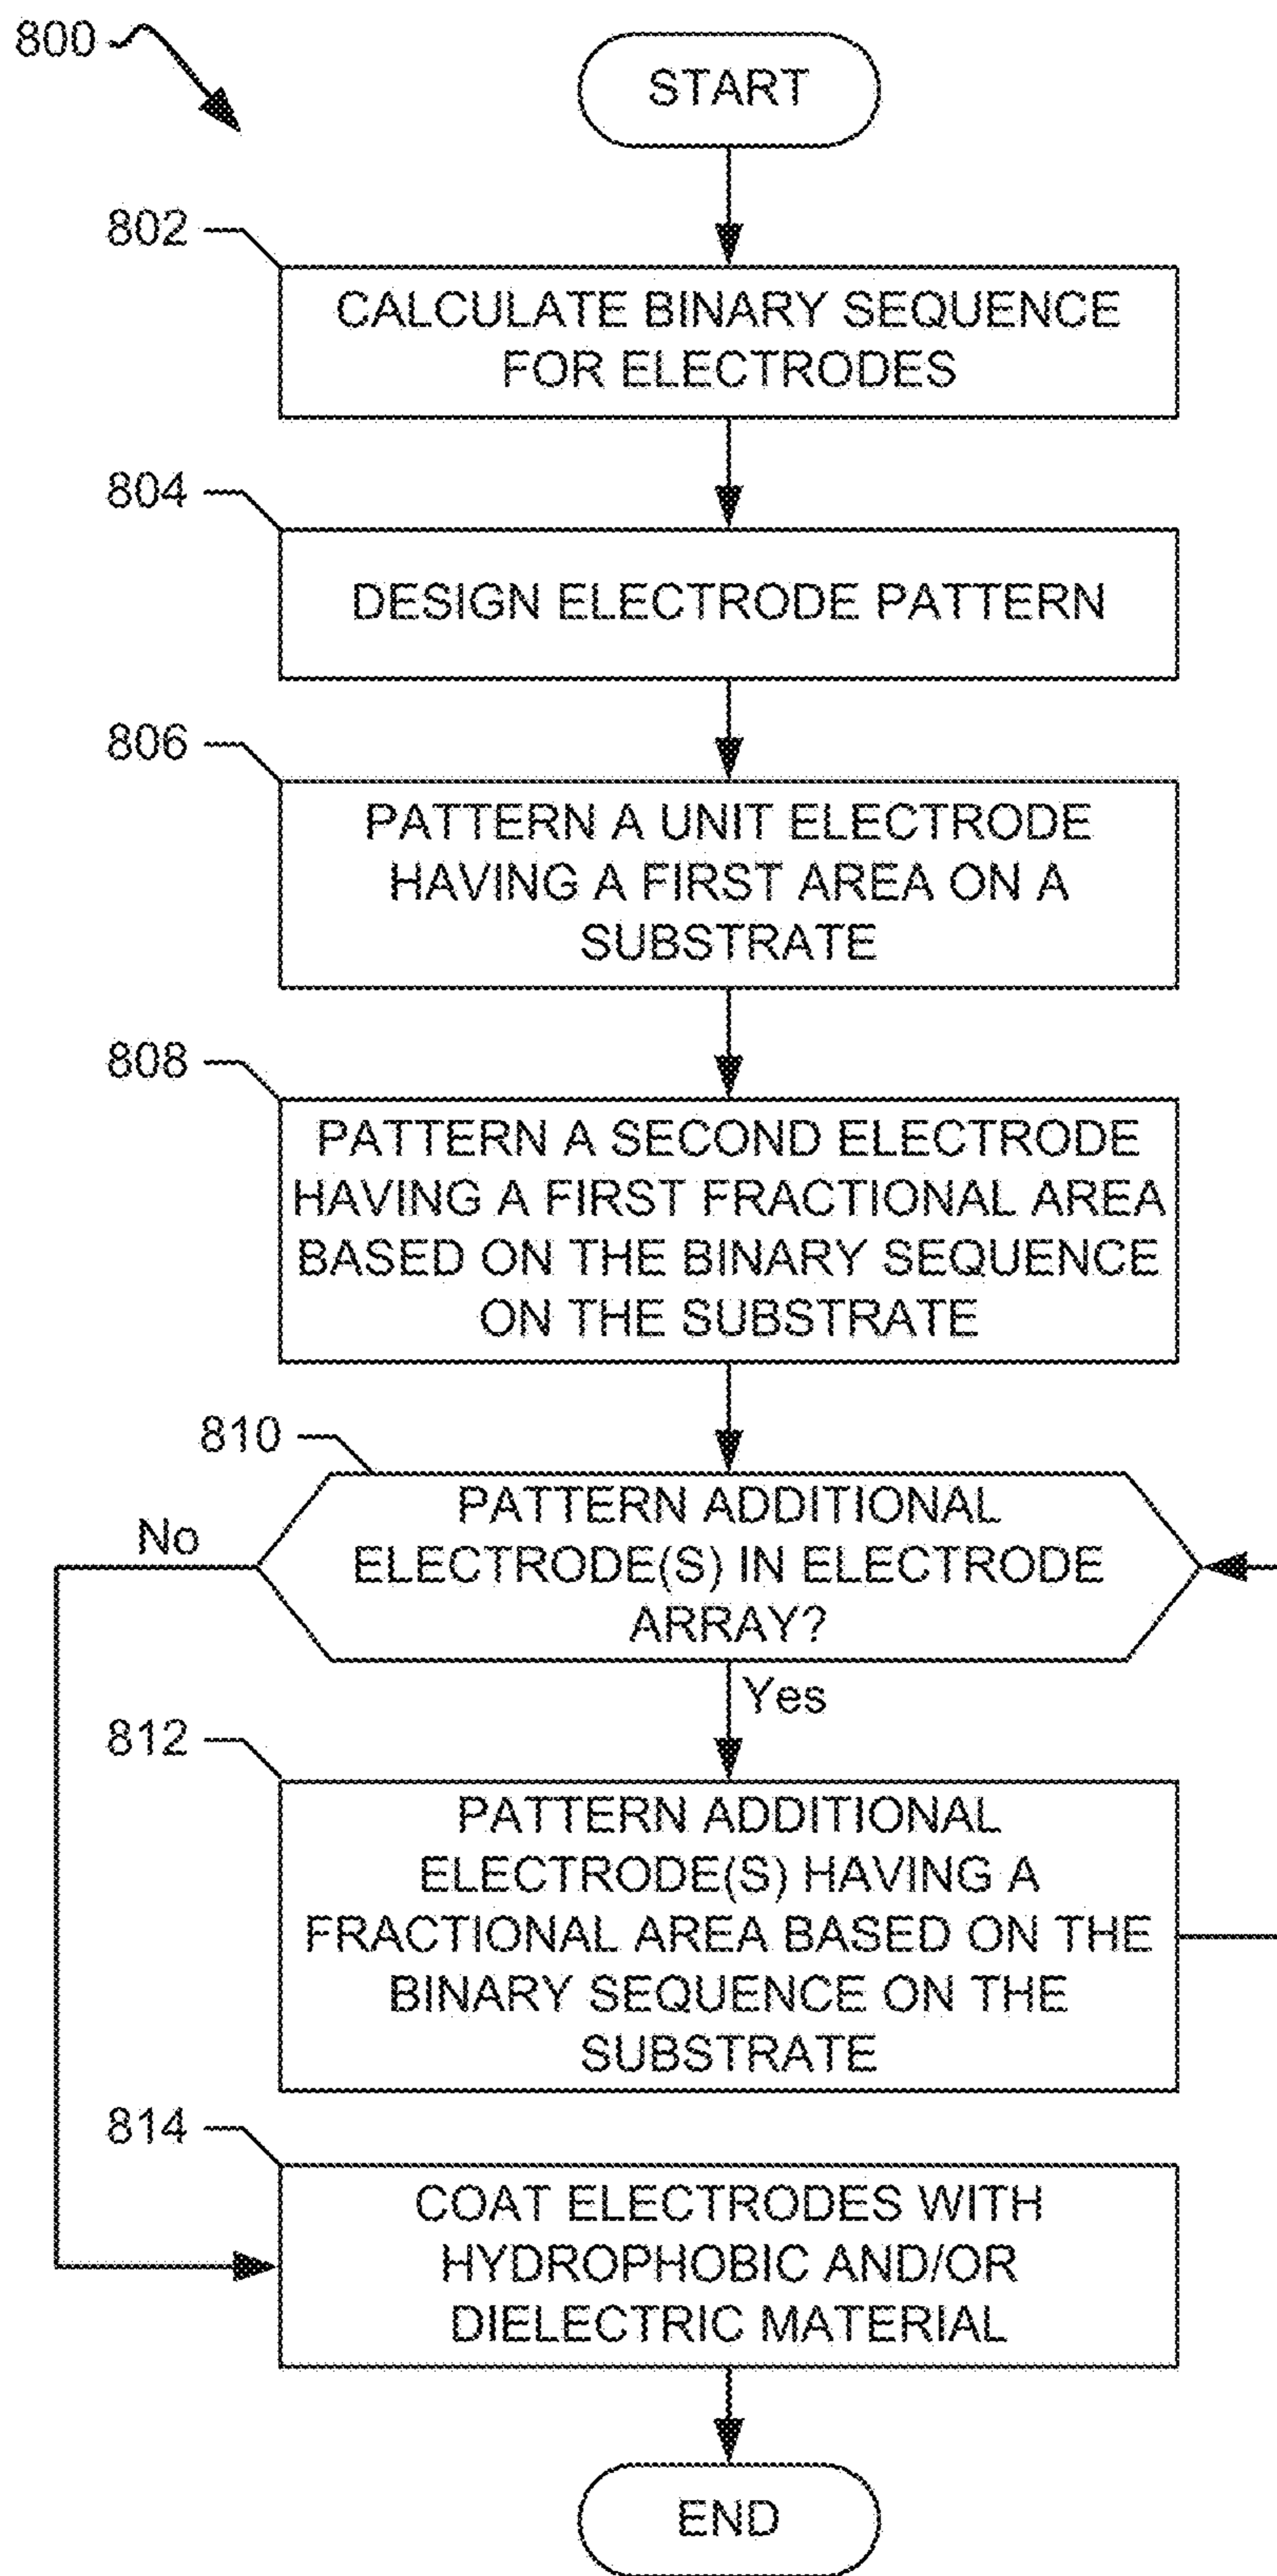 800
START
802
CALCULATE BINARY SEQUENCE
FOR ELECTRODES
804
DESIGN ELECTRODE PATTERN
806
PATTERN A UNIT ELECTRODE
HAVING A FIRST AREA ON A
SUBSTRATE
808
PATTERN A SECOND ELECTRODE
HAVING A FIRST FRACTIONAL AREA
BASED ON THE BINARY SEQUENCE
ON THE SUBSTRATE
810
PATTERN ADDITIONAL
ELECTRODE(S) IN ELECTRODE
ARRAY?
No
Yes
812
PATTERN ADDITIONAL
ELECTRODE(S) HAVING A
FRACTIONAL AREA BASED ON THE
BINARY SEQUENCE ON THE
SUBSTRATE
814
COAT ELECTRODES WITH
HYDROPHOBIC AND/OR
DIELECTRIC MATERIAL
END